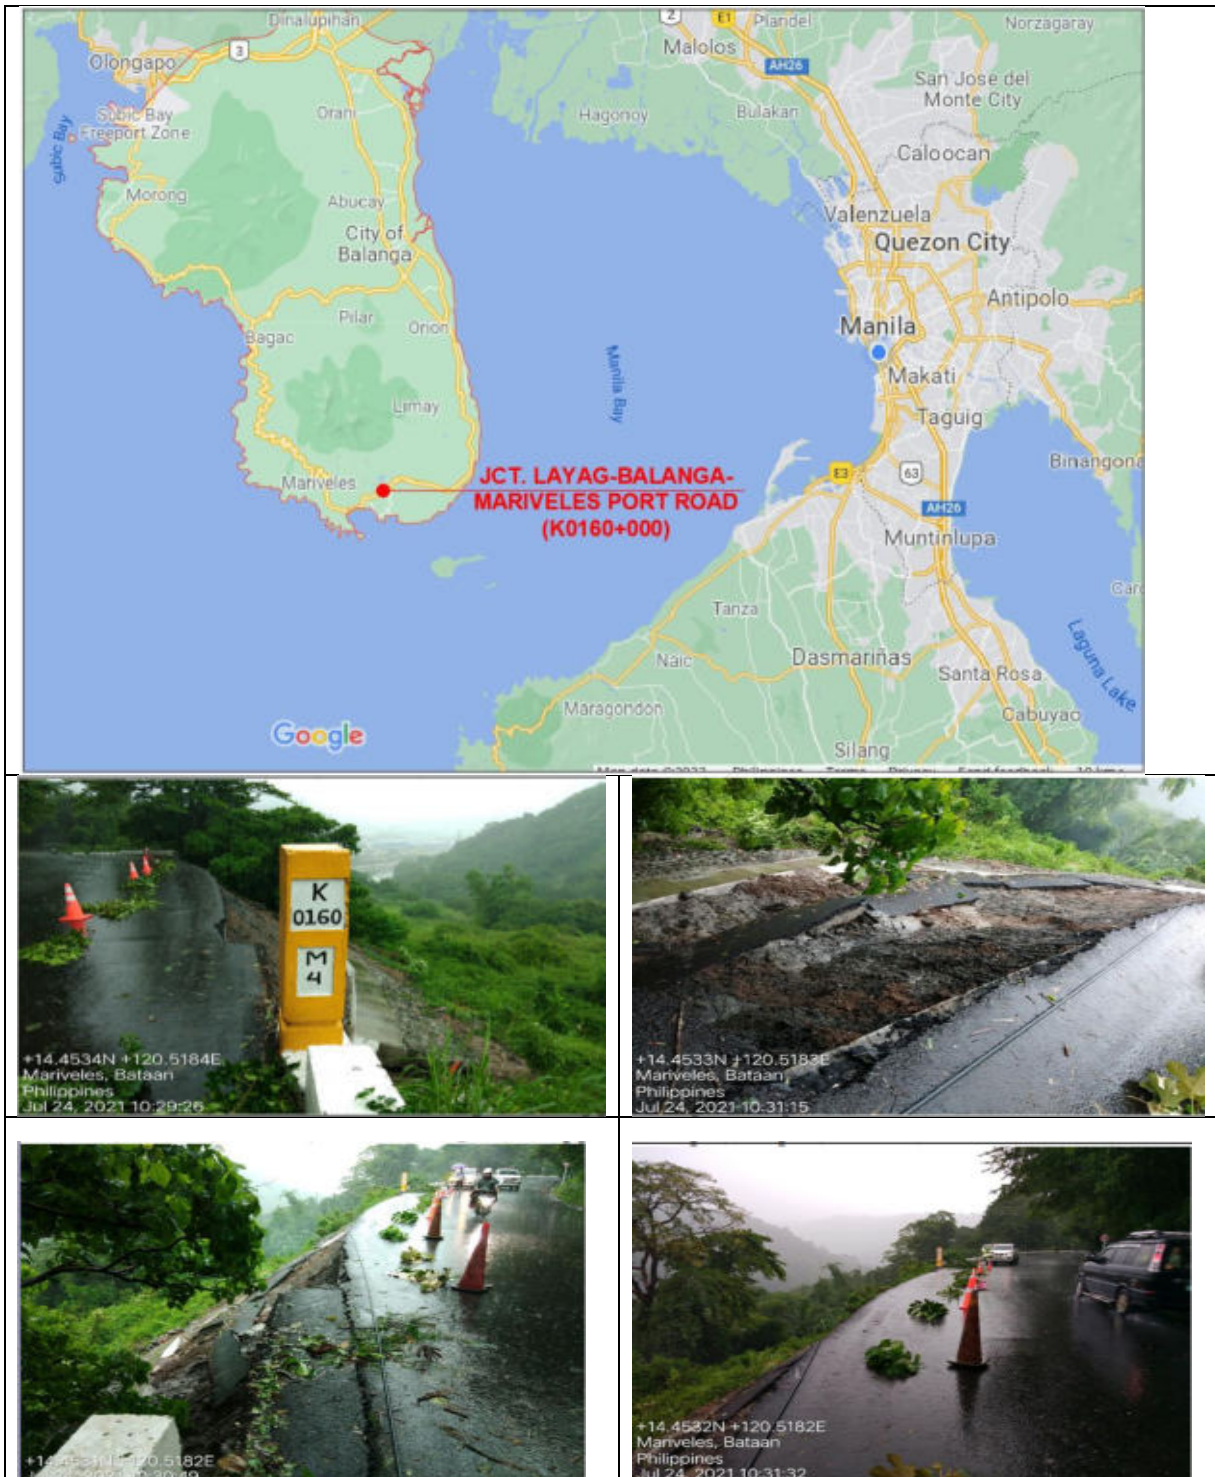 Dinalupihan
2
E1
Plandel
Norzagaray
Olongapo
3
Malolos
AH26
San Jose del
Monte City
Subic Bay
Freeport Zone
Orani
Hagonoy
Bulakan
Subic Bay
Caloocan
Morong
Abucay
Valenzuela
City of
Balanga
Quezon City
Antipolo
Pilar
Orion
Manila
Bagac
Manila Bay
Makati
Limay
Taguig
Binangona
Mariveles
JCT. LAYAG-BALANGA-
MARIVELES PORT ROAD
(K0160+000)
E3
63
AH26
Muntinlupa
Tanza
Laguna Lake
Naic
Dasmariñas
Santa Rosa
Maragondon
Cabuyao
Google
Silang
K
0160
M
4
+14.4534N +120.5184E
Mariveles, Bataan
Philippines
Jul 24, 2021 10:29:26
+14.4533N +120.5183E
Mariveles, Bataan
Philippines
Jul 24, 2021 10:31:15
+14.4532N +120.5182E
Mariveles, Bataan
Philippines
Jul 24, 2021 10:31:32